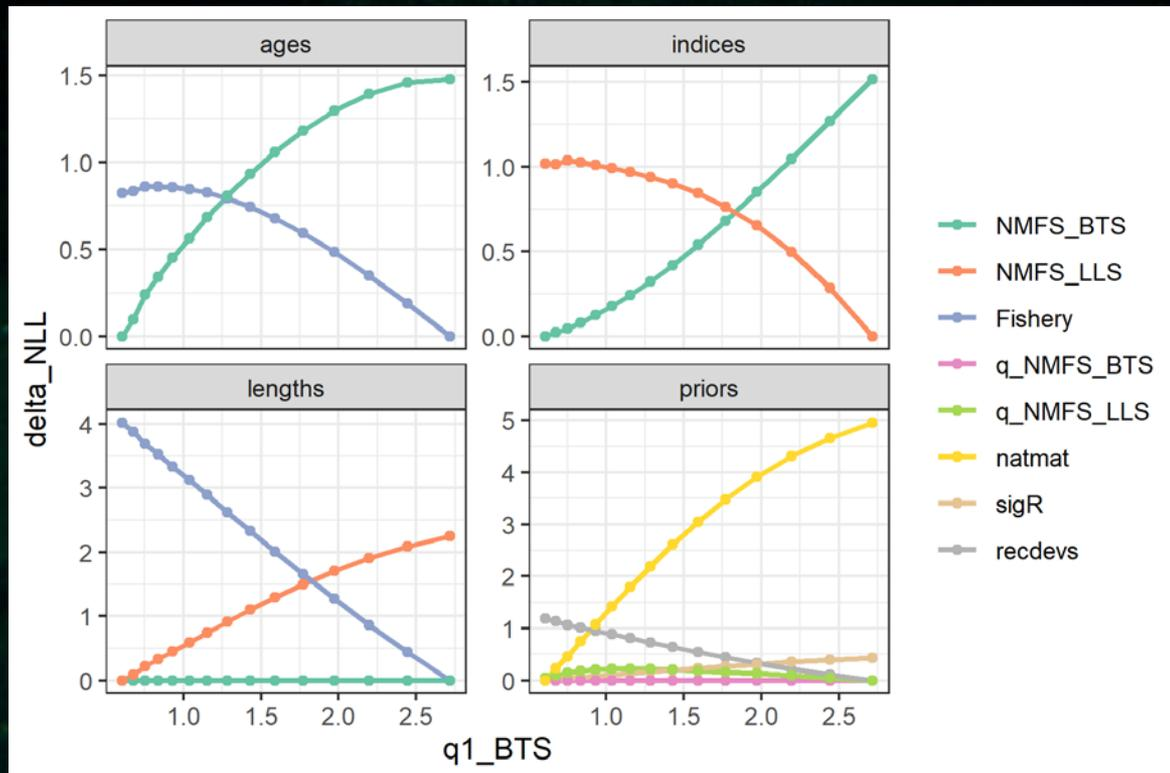 ages
indices
1.5
1.0
0.5
0.0
1.5
1.0
0.5
0.0
lengths
priors
4
3
2
1
0
5
4
3
2
1
0
1.0 1.5 2.0 2.5
1.0 1.5 2.0 2.5
delta_NLL
q1_BTS
NMFS_BTS
NMFS_LLS
Fishery
q_NMFS_BTS
q_NMFS_LLS
natmat
sigR
recdevs